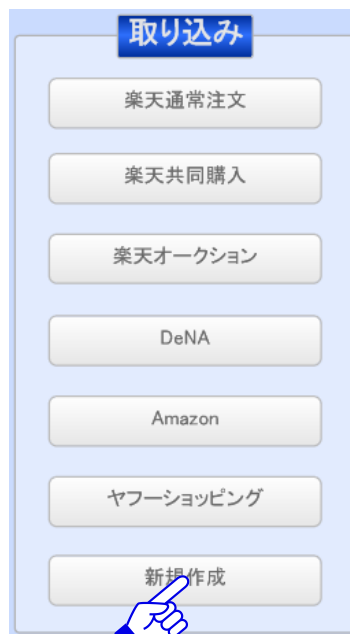 取り込み
楽天通常注文
楽天共同購入
楽天オークション
DeNA
Amazon
ヤフーショッピング
新規作成